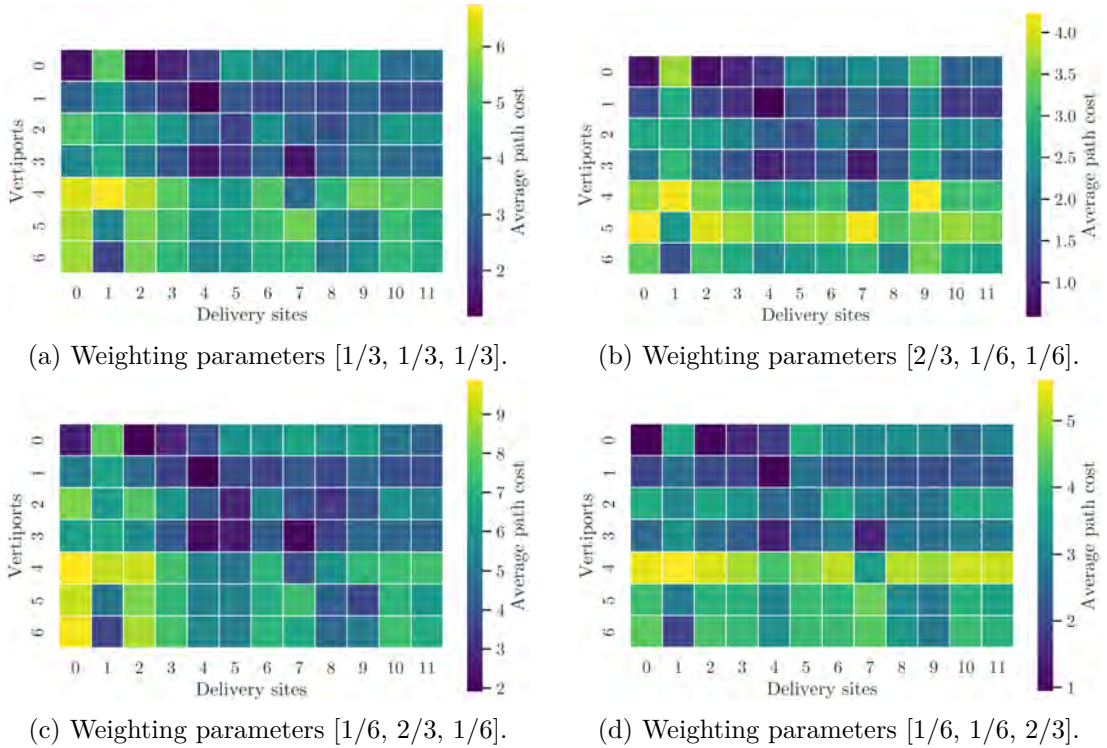 0 1 2 3 4 5 6
Vertiports
0 1 2 3 4 5 6 7 8 9 10 11
Delivery sites
6
5
4
3
2
Average path cost
(a) Weighting parameters [1/3, 1/3, 1/3].
0 1 2 3 4 5 6
Vertiports
0 1 2 3 4 5 6 7 8 9 10 11
Delivery sites
4.0
3.5
3.0
2.5
2.0
1.5
1.0
Average path cost
(b) Weighting parameters [2/3, 1/6, 1/6].
0 1 2 3 4 5 6
Vertiports
0 1 2 3 4 5 6 7 8 9 10 11
Delivery sites
9
8
7
6
5
4
3
2
Average path cost
(c) Weighting parameters [1/6, 2/3, 1/6].
0 1 2 3 4 5 6
Vertiports
0 1 2 3 4 5 6 7 8 9 10 11
Delivery sites
5
4
3
2
1
Average path cost
(d) Weighting parameters [1/6, 1/6, 2/3].